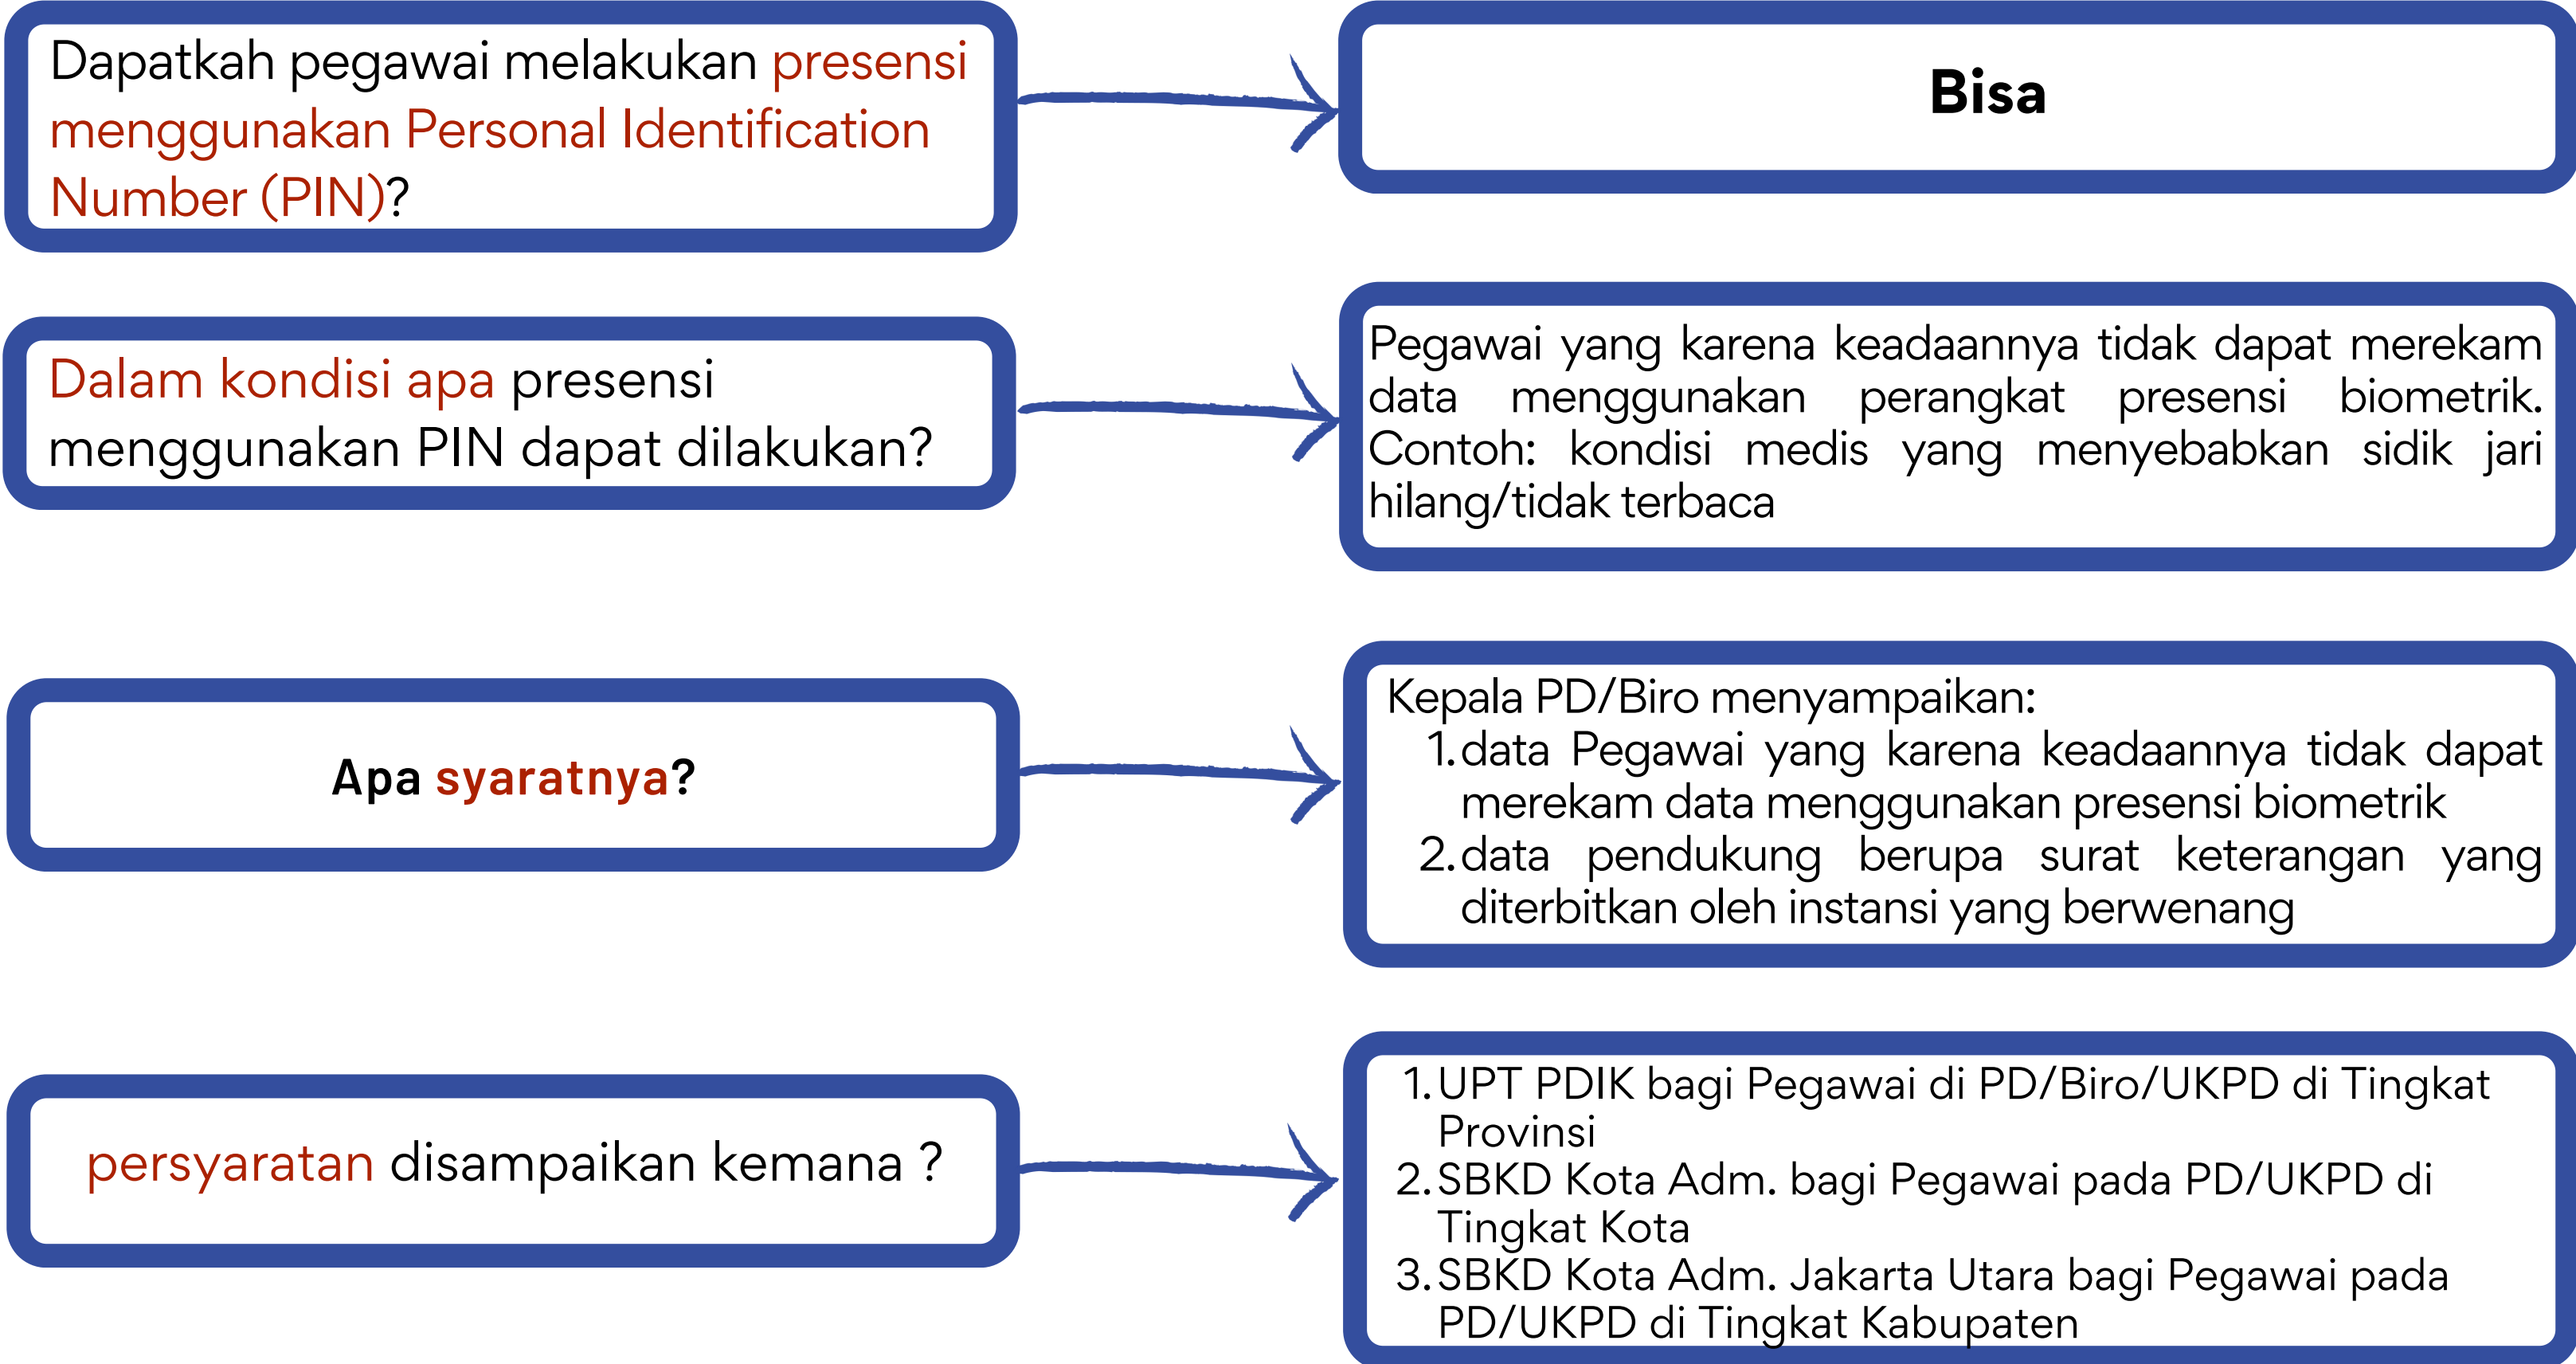 Dapatkah pegawai melakukan presensi
menggunakan Personal Identification
Number (PIN)?
Bisa
Dalam kondisi apa presensi
menggunakan PIN dapat dilakukan?
Pegawai yang karena keadaannya tidak dapat merekam
data menggunakan perangkat presensi biometrik.
Contoh: kondisi medis yang menyebabkan sidik jari
hilang/tidak terbaca
Apa syaratnya?
Kepala PD/Biro menyampaikan:
1. data Pegawai yang karena keadaannya tidak dapat
merekam data menggunakan presensi biometrik
2. data pendukung berupa surat keterangan yang
diterbitkan oleh instansi yang berwenang
persyaratan disampaikan kemana ?
1. UPT PDIK bagi Pegawai di PD/Biro/UKPD di Tingkat
Provinsi
2. SBKD Kota Adm. bagi Pegawai pada PD/UKPD di
Tingkat Kota
3. SBKD Kota Adm. Jakarta Utara bagi Pegawai pada
PD/UKPD di Tingkat Kabupaten